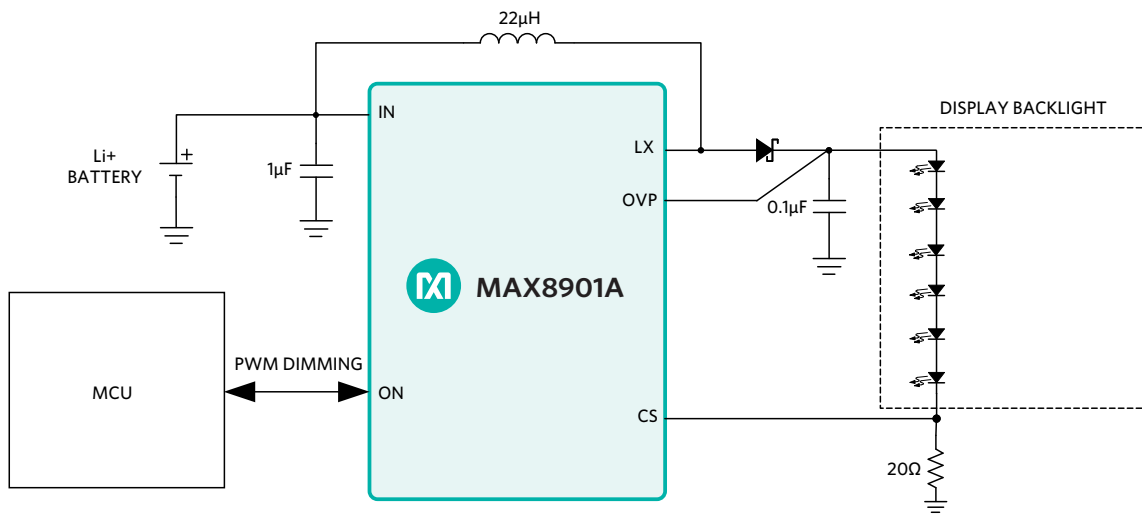 22µH
DISPLAY BACKLIGHT
IN
LX
Li+
BATTERY
+
1µF
OVP
0.1µF
MAX8901A
PWM DIMMING
MCU
ON
CS
20Ω